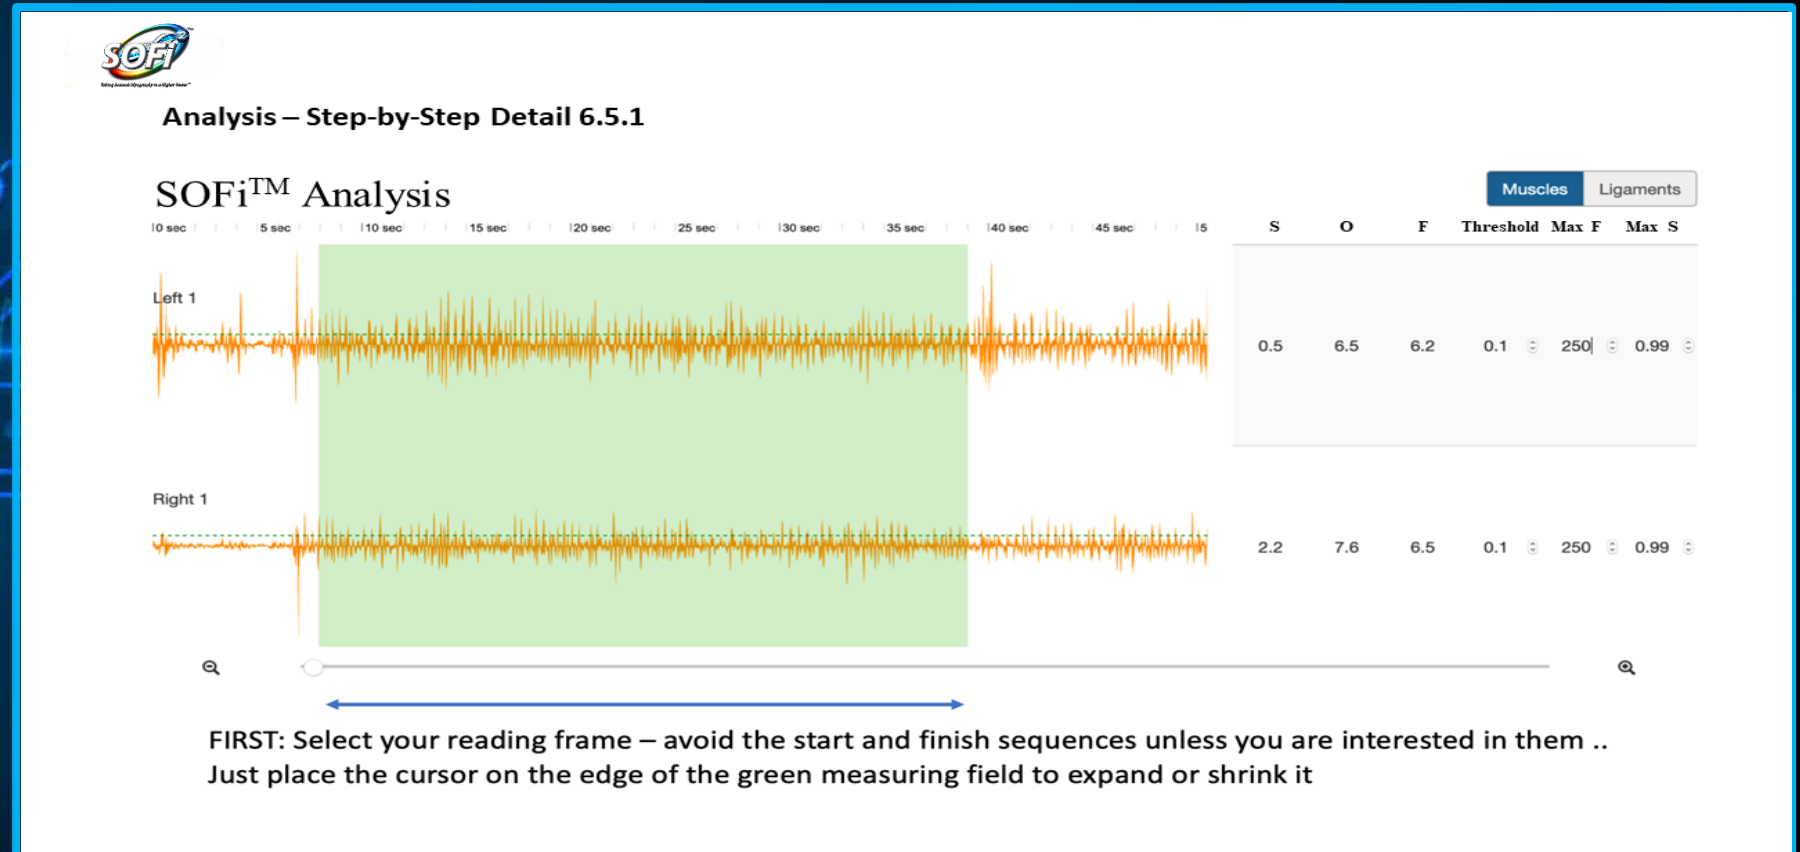 SOFi
Analysis – Step-by-Step Detail 6.5.1
SOFi™ Analysis
Muscles Ligaments
0 sec 5 sec 10 sec 15 sec 20 sec 25 sec 30 sec 35 sec 40 sec 45 sec 5 S O F Threshold Max F Max S
Left 1
0.5 6.5 6.2 0.1 250 0.99
Right 1
2.2 7.6 6.5 0.1 250 0.99
FIRST: Select your reading frame – avoid the start and finish sequences unless you are interested in them ..
Just place the cursor on the edge of the green measuring field to expand or shrink it